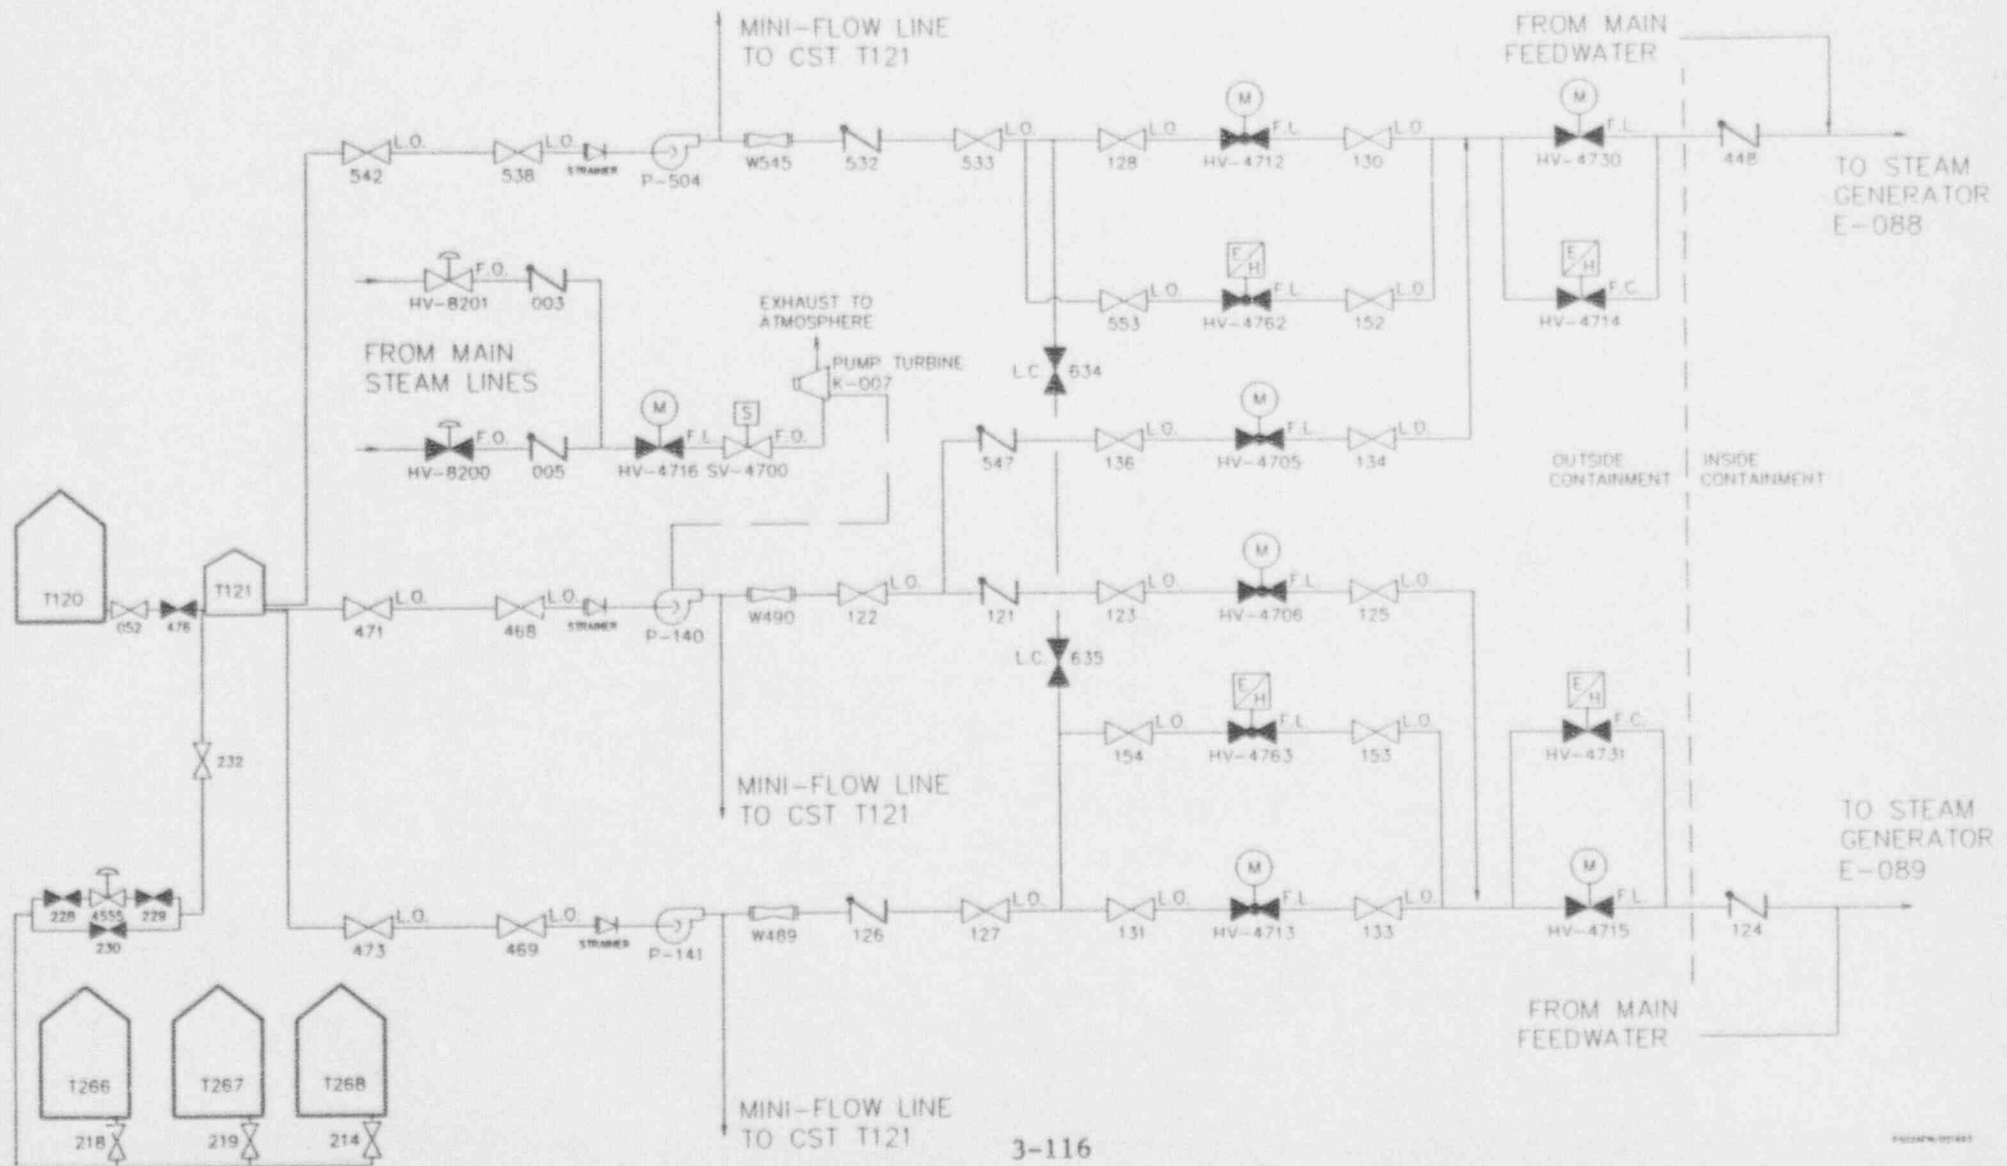 MINI-FLOW LINE
TO CST T121
FROM MAIN
FEEDWATER
M
M
L.O.
L.O.
L.O.
L.O.
F.L.
L.O.
F.L.
542
538
STRAINER
P-504
W545
532
533
128
HV-4712
130
HV-4730
448
TO STEAM
GENERATOR
E-088
E/H
E/H
F.O.
L.O.
F.L.
L.O.
F.C.
HV-8201
003
553
HV-4762
152
HV-4714
EXHAUST TO
ATMOSPHERE
FROM MAIN
STEAM LINES
PUMP TURBINE
K-007
L.C.
634
M
S
M
F.O.
F.L.
F.O.
L.O.
F.L.
L.O.
HV-8200
005
HV-4716
SV-4700
547
136
HV-4705
134
OUTSIDE
CONTAINMENT
INSIDE
CONTAINMENT
M
T120
T121
L.O.
L.O.
L.O.
L.O.
F.L.
L.O.
052
476
471
468
STRAINER
P-140
W490
122
121
123
HV-4706
125
L.C.
635
E/H
E/H
L.O.
F.L.
L.O.
F.C.
232
154
HV-4763
153
HV-4731
MINI-FLOW LINE
TO CST T121
TO STEAM
GENERATOR
E-089
M
M
228
4555
229
230
L.O.
L.O.
L.O.
L.O.
F.L.
L.O.
F.L.
473
469
STRAINER
P-141
W489
126
127
131
HV-4713
133
HV-4715
124
FROM MAIN
FEEDWATER
T266
T267
T268
218
219
214
MINI-FLOW LINE
TO CST T121
3-116